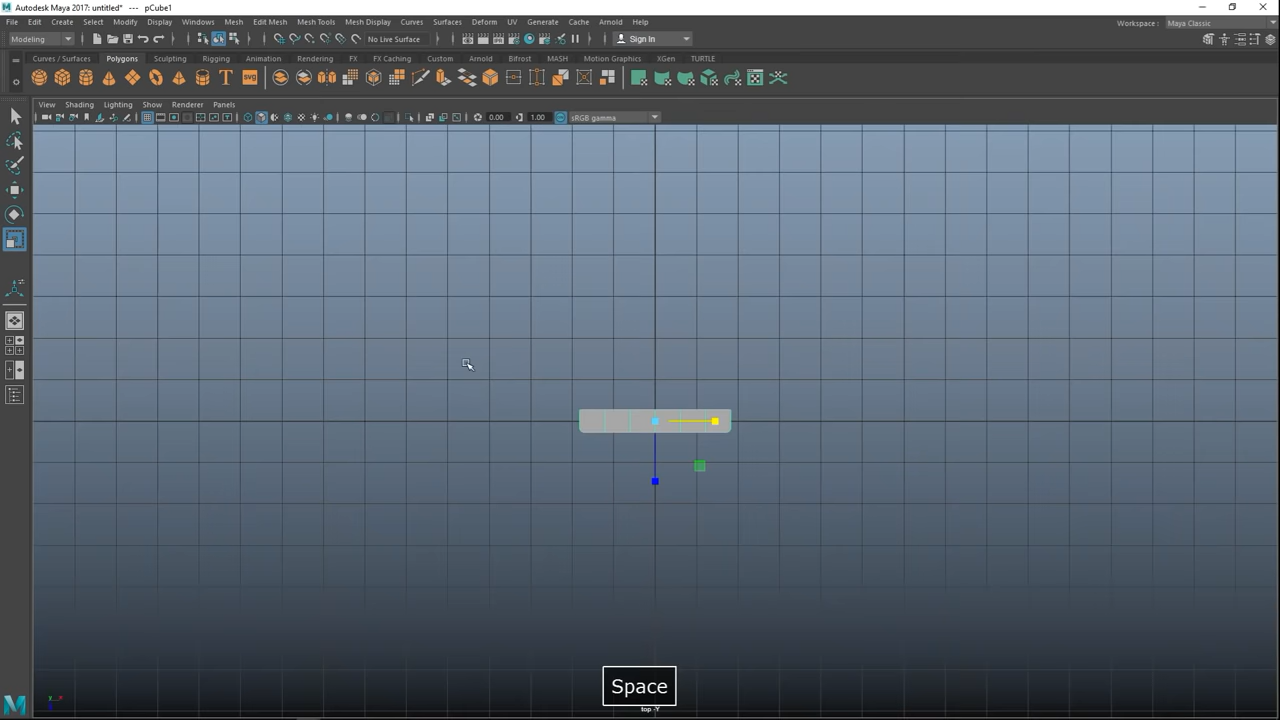 Autodesk Maya 2017: untitled* --- pCube1
File Edit Create Select Modify Display Windows Mesh Edit Mesh Mesh Tools Mesh Display Curves Surfaces Deform UV Generate Cache Arnold Help
Workspace : Maya Classic
Modeling No Live Surface Sign In
Curves / Surfaces Polygons Sculpting Rigging Animation Rendering FX FX Caching Custom Arnold Bifrost MASH Motion Graphics XGen TURTLE
T SVG
View Shading Lighting Show Renderer Panels
0.00 1.00 sRGB gamma
Space
top -Y